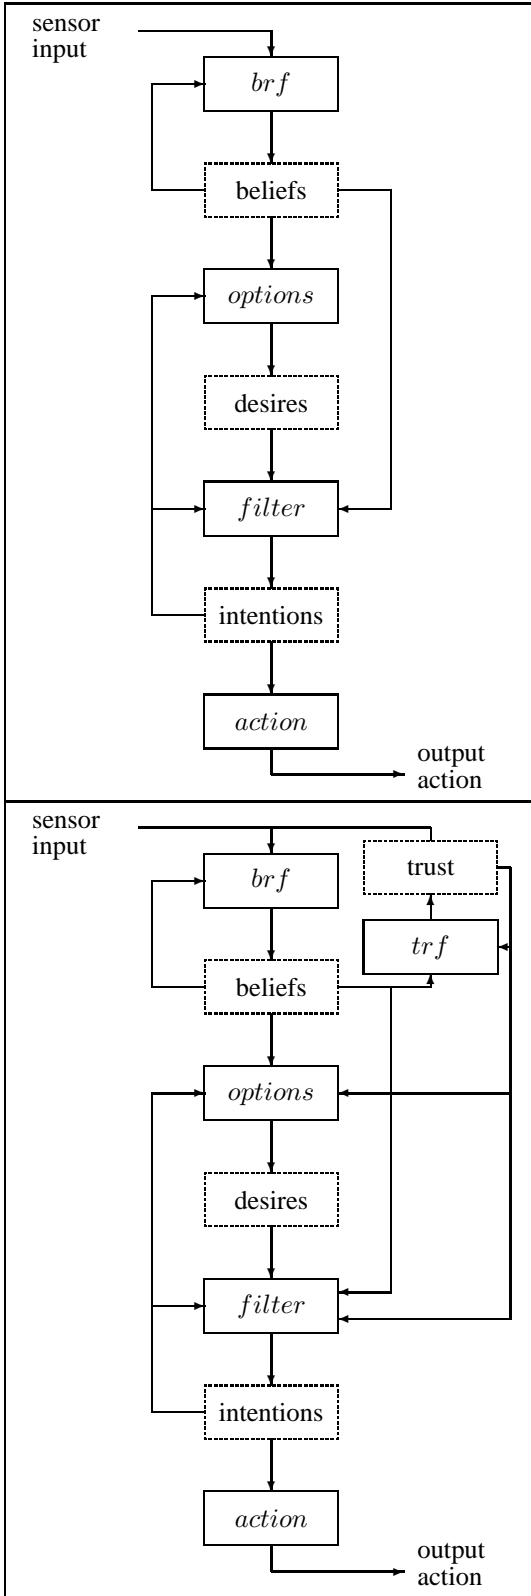 sensor
input
brf
beliefs
options
desires
filter
intentions
action
output
action
sensor
input
brf
trust
trf
beliefs
options
desires
filter
intentions
action
output
action